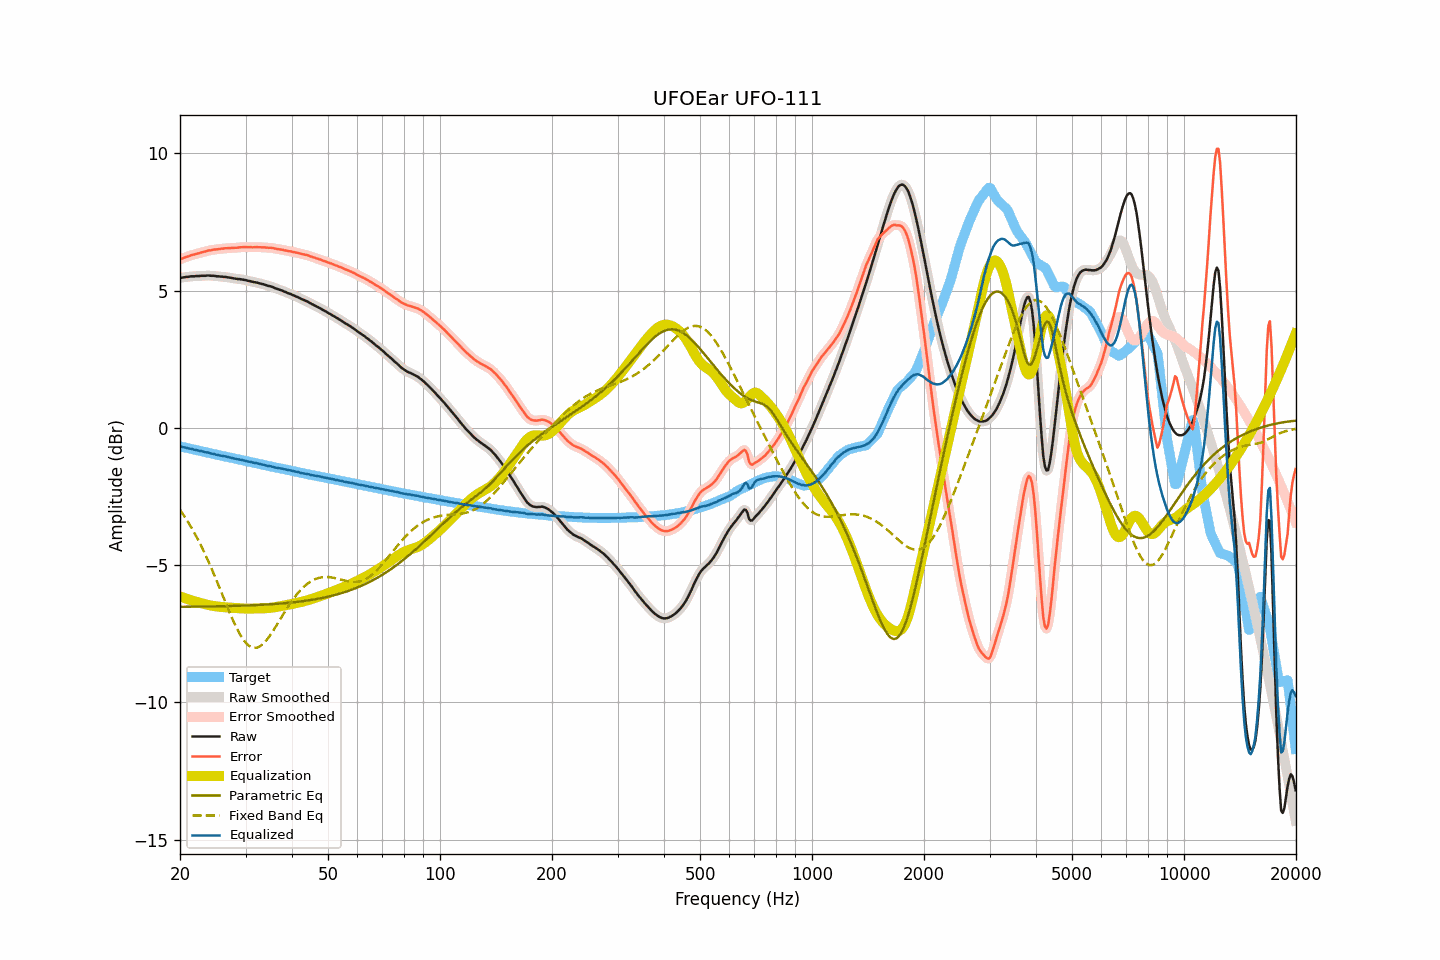 UFOEar UFO-111
10
5
0
−5
−10
−15
Amplitude (dBr)
Target
Raw Smoothed
Error Smoothed
Raw
Error
Equalization
Parametric Eq
Fixed Band Eq
Equalized
20 50 100 200 500 1000 2000 5000 10000 20000
Frequency (Hz)